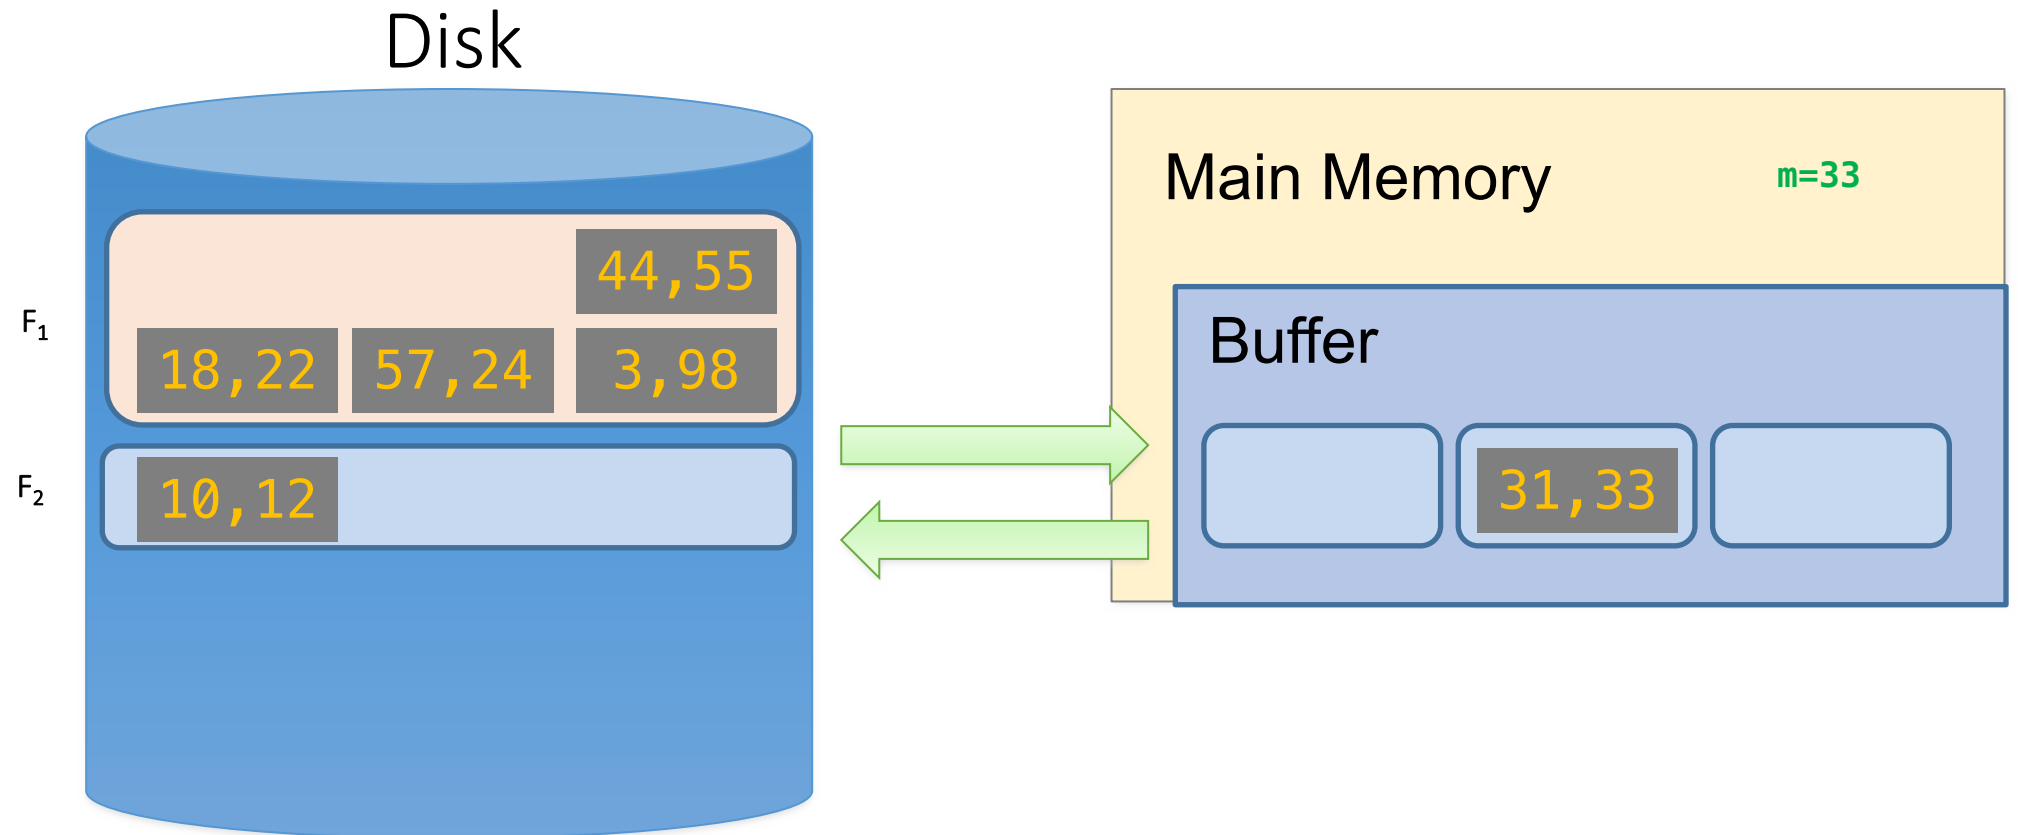 Disk
Main Memory
m=33
F1
44,55
18,22
57,24
3,98
Buffer
F2
10,12
31,33